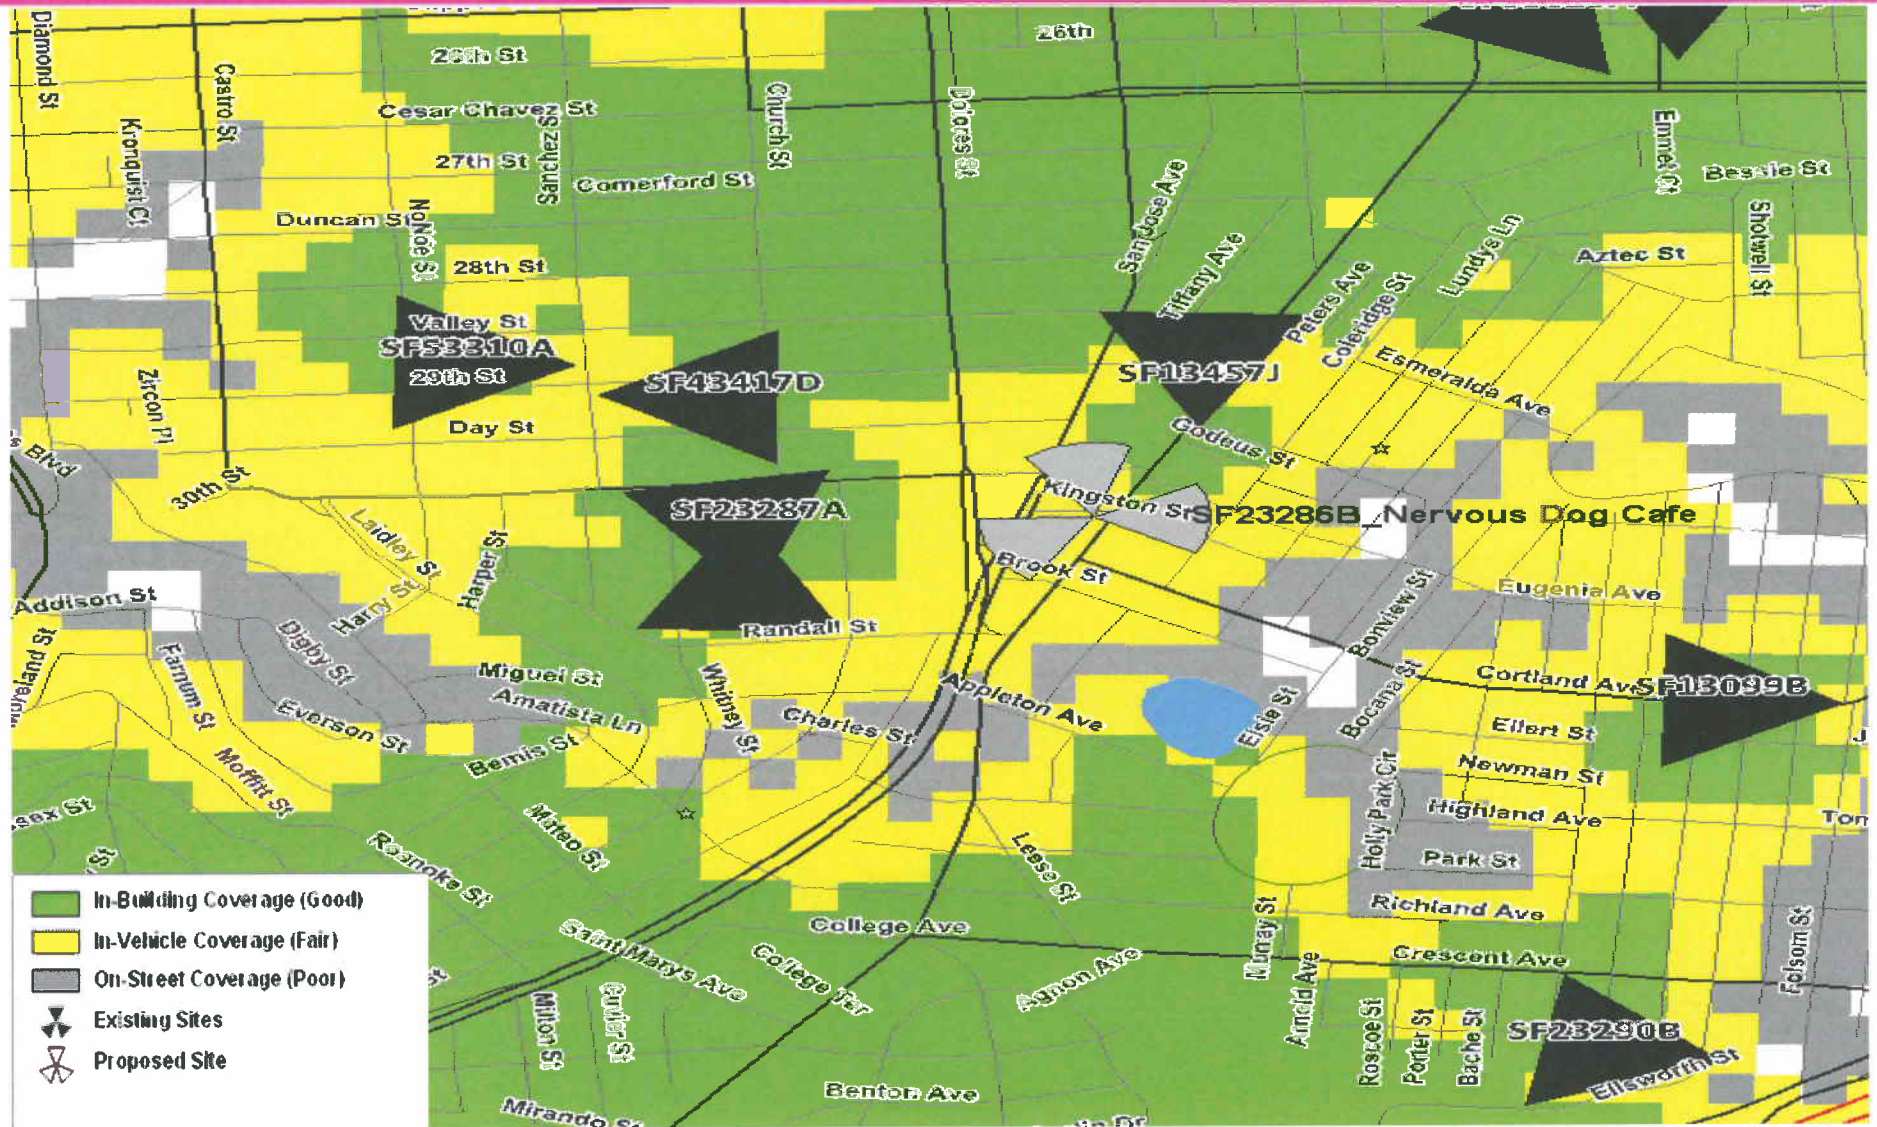 Diamond St
Castro St
26th St
26th
Cesar Chavez St
Sanchez
Church St
Dolores St
Kronquist Ct
27th St
Comerford St
Emmet Ct
Bessie St
Duncan St
Noe St
28th St
San Jose Ave
Tiffany Ave
Peters Ave
Coleridge St
Lundys Ln
Aztec St
Shotwell St
Valley St
SF53310A
29th St
SF43417D
SF13457J
Esmeralda Ave
Zircon Pl
Day St
Godeus St
Blvd
30th St
SF23287A
Kingston St
SF23286B_Nervous Dog Cafe
Laidley St
Harper St
Brook St
Addison St
Harry St
Bonview St
Eugenia Ave
Digby St
Randall St
Moreland St
Farnum St
Miguel St
Whitney St
Appleton Ave
Cortland Ave
SF13099B
Amatista Ln
Everson St
Charles St
Elsie St
Bocana St
Ellert St
Bemis St
Moffitt St
Newman St
Holly Park Cir
Highland Ave
Mateo St
Roanoke St
Leese St
Park St
In-Building Coverage (Good)
In-Vehicle Coverage (Fair)
On-Street Coverage (Poor)
Existing Sites
Proposed Site
Richland Ave
College Ave
Saint Marys Ave
College Ter
Murray St
Crescent Ave
Folsom St
Agnon Ave
Arnold Ave
Milton St
Roscoe St
Porter St
SF23290B
Ellsworth St
Benton Ave